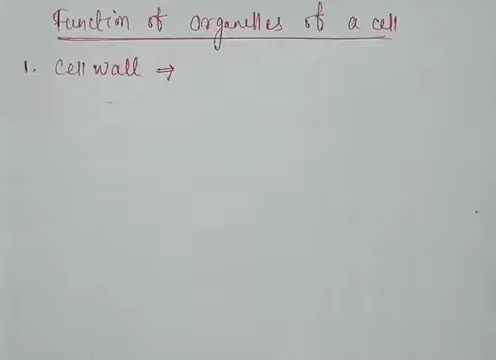 Function of organelles of a cell
1. Cell wall ⇒